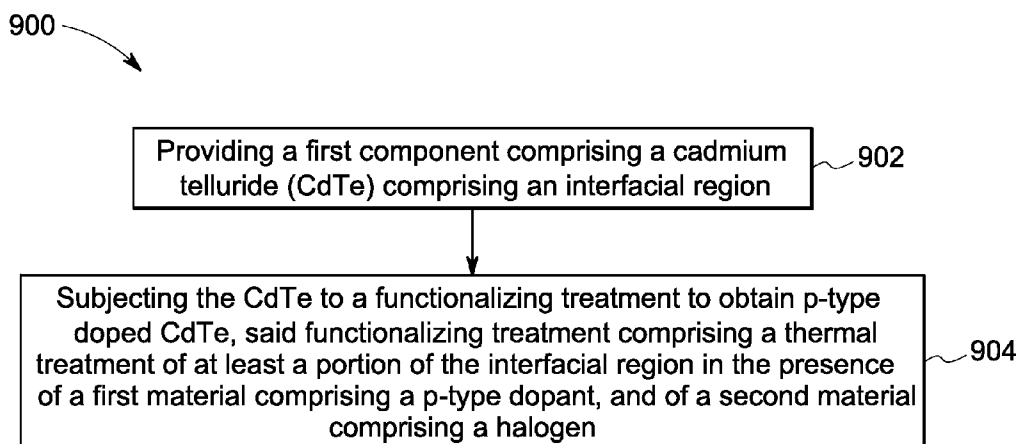 900
Providing a first component comprising a cadmium
telluride (CdTe) comprising an interfacial region
902
Subjecting the CdTe to a functionalizing treatment to obtain p-type
doped CdTe, said functionalizing treatment comprising a thermal
treatment of at least a portion of the interfacial region in the presence
of a first material comprising a p-type dopant, and of a second material
comprising a halogen
904